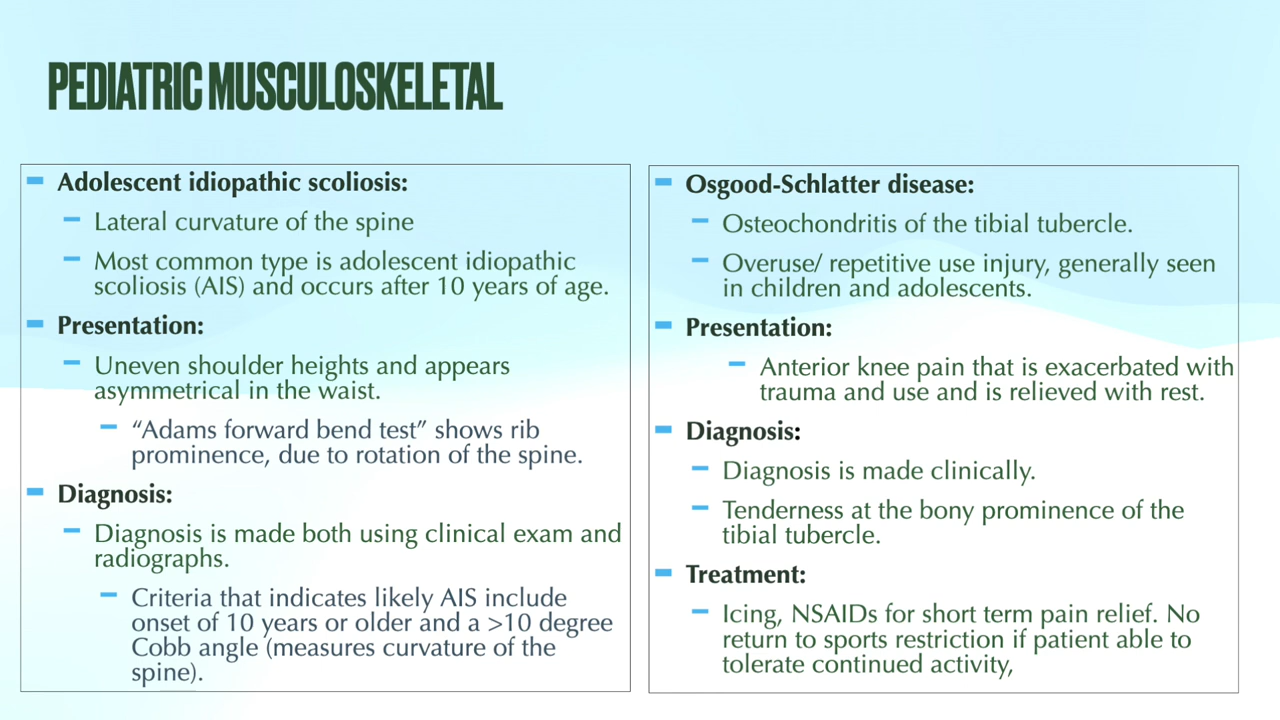 PEDIATRIC MUSCULOSKELETAL
Adolescent idiopathic scoliosis:
Lateral curvature of the spine
Most common type is adolescent idiopathic
scoliosis (AIS) and occurs after 10 years of age.
Presentation:
Uneven shoulder heights and appears
asymmetrical in the waist.
“Adams forward bend test” shows rib
prominence, due to rotation of the spine.
Diagnosis:
Diagnosis is made both using clinical exam and
radiographs.
Criteria that indicates likely AIS include
onset of 10 years or older and a >10 degree
Cobb angle (measures curvature of the
spine).
Osgood-Schlatter disease:
Osteochondritis of the tibial tubercle.
Overuse/ repetitive use injury, generally seen
in children and adolescents.
Presentation:
Anterior knee pain that is exacerbated with
trauma and use and is relieved with rest.
Diagnosis:
Diagnosis is made clinically.
Tenderness at the bony prominence of the
tibial tubercle.
Treatment:
Icing, NSAIDs for short term pain relief. No
return to sports restriction if patient able to
tolerate continued activity,